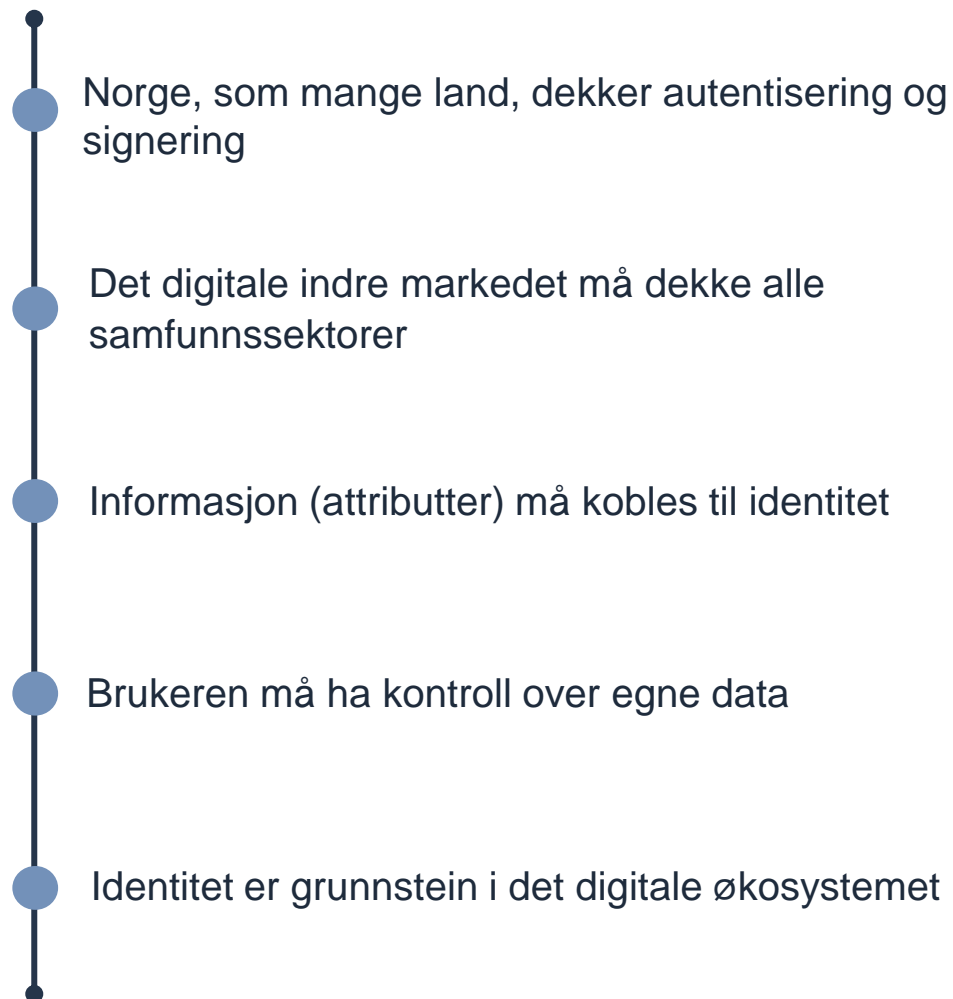 Norge, som mange land, dekker autentisering og
signering
Det digitale indre markedet må dekke alle
samfunnssektorer
Informasjon (attributter) må kobles til identitet
Brukeren må ha kontroll over egne data
Identitet er grunnstein i det digitale økosystemet